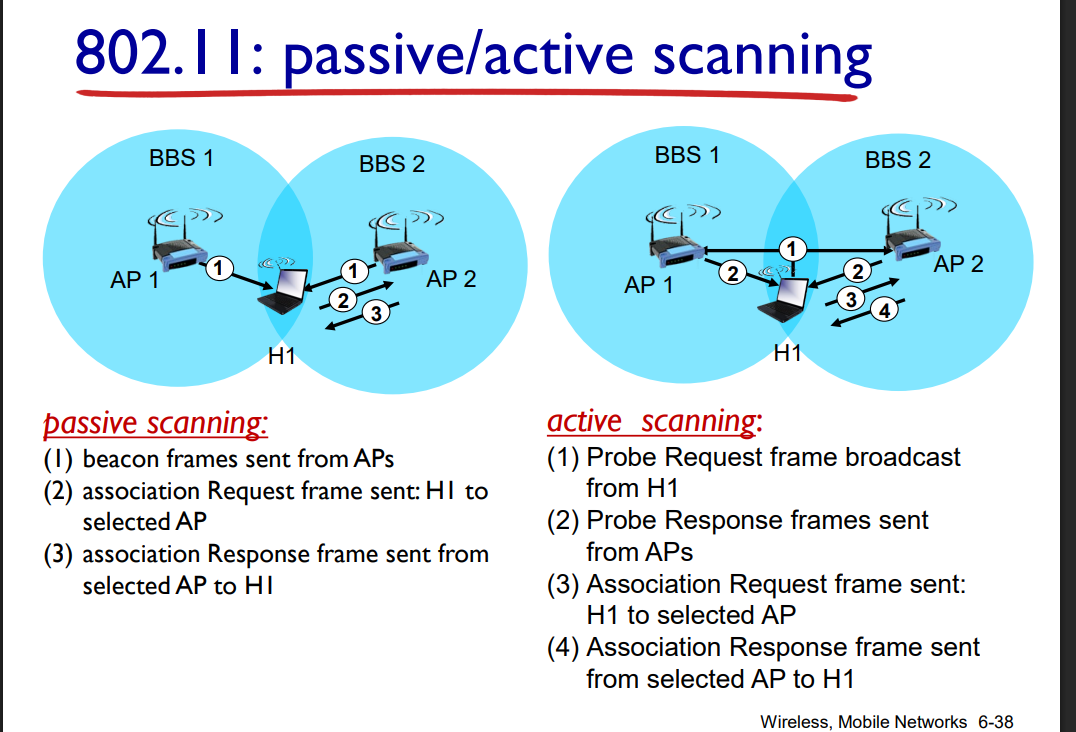 802.11: passive/active scanning
BBS 1
BBS 2
AP 1
AP 2
H1
1
1
2
3
BBS 1
BBS 2
AP 1
AP 2
H1
1
2
2
3
4
passive scanning:
(1) beacon frames sent from APs
(2) association Request frame sent: H1 to
selected AP
(3) association Response frame sent from
selected AP to H1
active scanning:
(1) Probe Request frame broadcast
from H1
(2) Probe Response frames sent
from APs
(3) Association Request frame sent:
H1 to selected AP
(4) Association Response frame sent
from selected AP to H1
Wireless, Mobile Networks 6-38